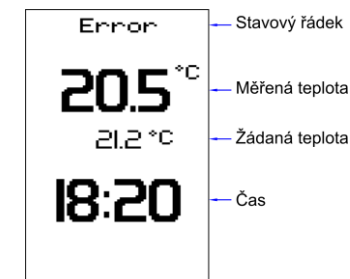 Error
Stavový řádek
20.5 °C
Měřená teplota
21.2 °C
Žádaná teplota
18:20
Čas